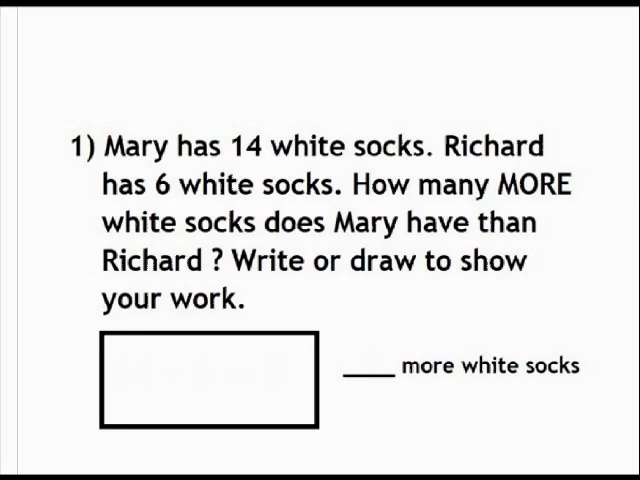 1) Mary has 14 white socks. Richard
has 6 white socks. How many MORE
white socks does Mary have than
Richard ? Write or draw to show
your work.
____ more white socks